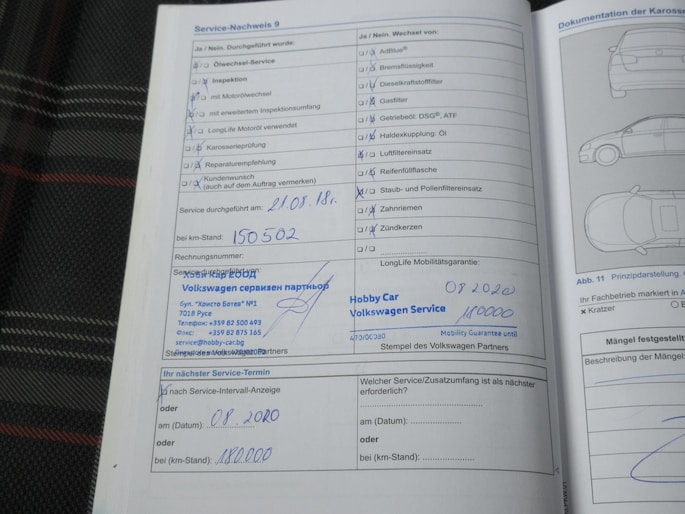 Service-Nachweis 9
Ja / Nein. Durchgeführt wurde:
Ölwechsel-Service
Inspektion
mit Motorölwechsel
mit erweitertem Inspektionsumfang
LongLife Motoröl verwendet
Karosserieprüfung
Reparaturempfehlung
Kundenwunsch
(auch auf dem Auftrag vermerken)
Service durchgeführt am: 21.08.18г.
bei km-Stand: 150502
Rechnungsnummer:
Service durchgeführt von:
Хоби Кар ЕООД
Volkswagen сервизен партньор
бул. "Христо Ботев" №1
7018 Русе
Телефон: +359 82 500 493
Факс: +359 82 875 165
service@hobby-car.bg
Stempel des Volkswagen Partners
Ja / Nein. Wechsel von:
AdBlue®
Bremsflüssigkeit
Dieselkraftstofffilter
Gasfilter
Getriebeöl: DSG®, ATF
Haldexkupplung: Öl
Luftfiltereinsatz
Reifenfüllflasche
Staub- und Pollenfiltereinsatz
Zahnriemen
Zündkerzen
LongLife Mobilitätsgarantie:
08 2020
Hobby Car
Volkswagen Service
180000
Mobility Guarantee until
Stempel des Volkswagen Partners
Ihr nächster Service-Termin
nach Service-Intervall-Anzeige
oder
am (Datum): 08.2020
oder
bei (km-Stand): 180000
Welcher Service/Zusatzumfang ist als nächster
erforderlich?
am (Datum):
oder
bei (km-Stand):
Dokumentation der Karosse
Abb. 11 Prinzipdarstellung.
Ihr Fachbetrieb markiert in A
× Kratzer
Mängel festgestellt
Beschreibung der Mängel: